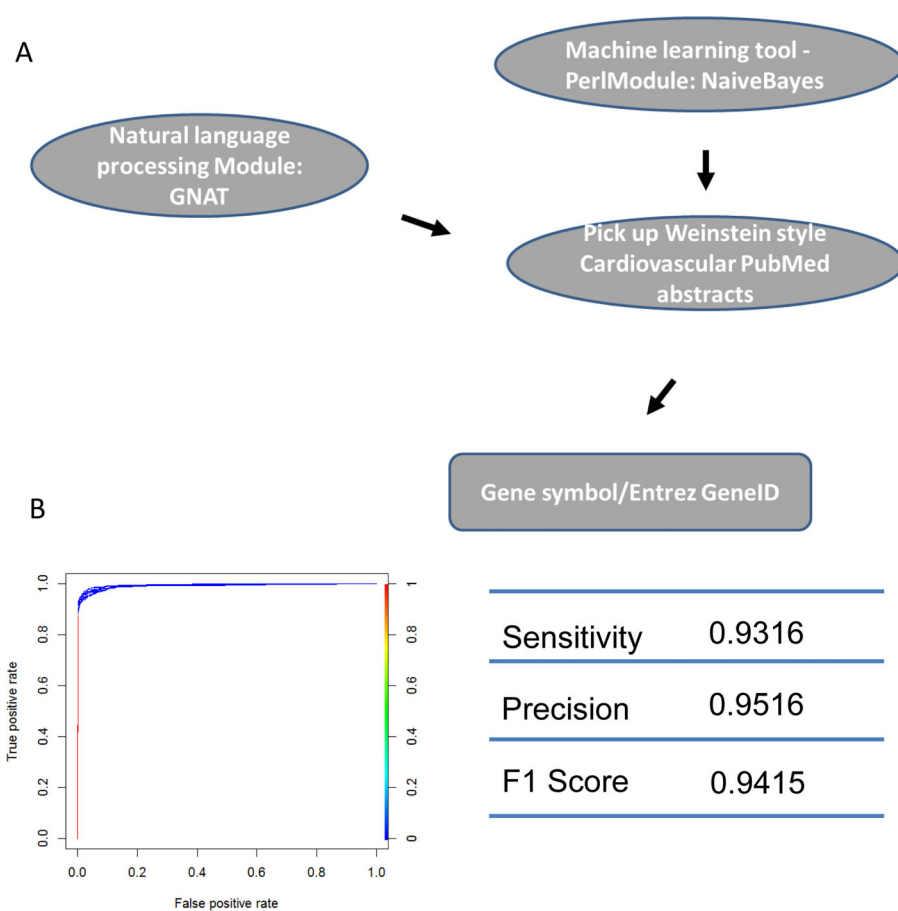 A
Machine learning tool -
PerlModule: NaiveBayes
Natural language
processing Module:
GNAT
Pick up Weinstein style
Cardiovascular PubMed
abstracts
Gene symbol/Entrez GeneID
B
True positive rate
1.0
0.8
0.6
0.4
0.2
0.0
0.0 0.2 0.4 0.6 0.8 1.0
False positive rate
1
0.8
0.6
0.4
0.2
0
Sensitivity 0.9316
Precision 0.9516
F1 Score 0.9415